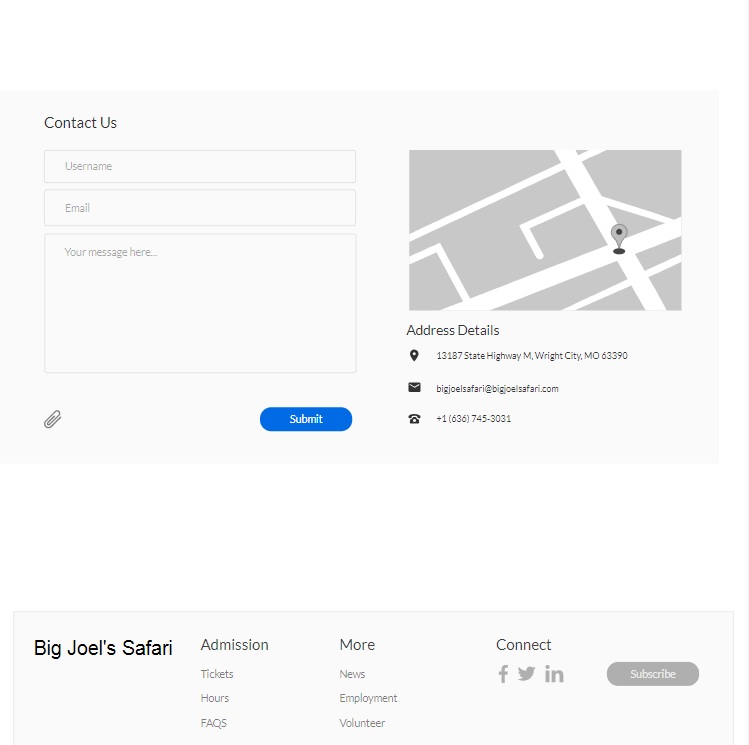 Contact Us
Username
Email
Your message here...
Submit
Address Details
13187 State Highway M, Wright City, MO 63390
bigjoelsafari@bigjoelsafari.com
+1 (636) 745-3031
Big Joel's Safari
Admission
Tickets
Hours
FAQS
More
News
Employment
Volunteer
Connect
Subscribe